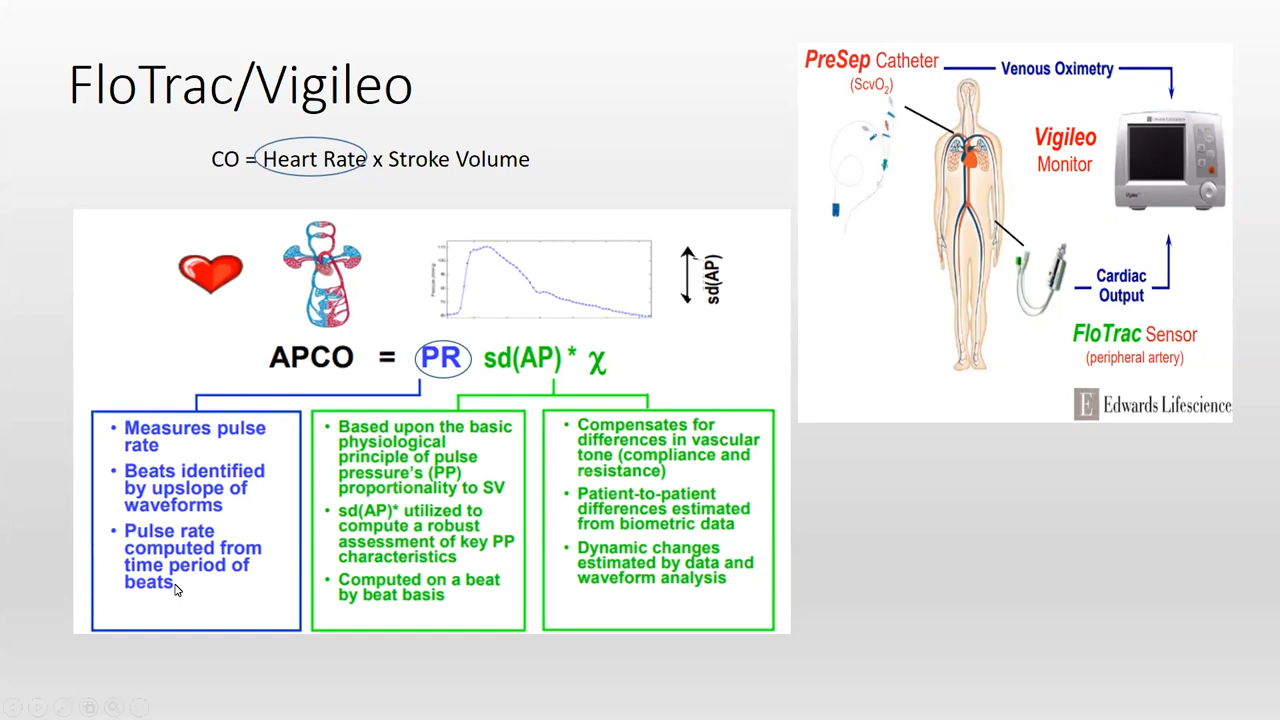 FloTrac/Vigileo
CO = Heart Rate x Stroke Volume
sd(AP)
APCO = PR sd(AP) * χ
• Measures pulse
rate
• Beats identified
by upslope of
waveforms
• Pulse rate
computed from
time period of
beats
• Based upon the basic
physiological
principle of pulse
pressure's (PP)
proportionality to SV
• sd(AP)* utilized to
compute a robust
assessment of key PP
characteristics
• Computed on a beat
by beat basis
• Compensates for
differences in vascular
tone (compliance and
resistance)
• Patient-to-patient
differences estimated
from biometric data
• Dynamic changes
estimated by data and
waveform analysis
PreSep Catheter
(ScvO₂)
Venous Oximetry
Vigileo
Monitor
Cardiac
Output
FloTrac Sensor
(peripheral artery)
E Edwards Lifescience